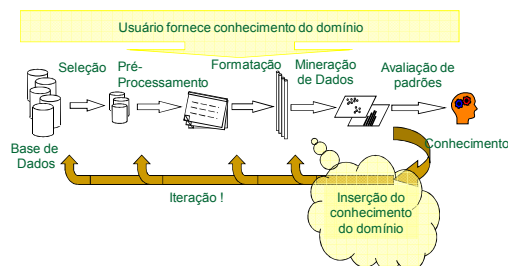 Usuário fornece conhecimento do domínio
Seleção
Pré-
Processamento
Formatação
Mineração
de Dados
Avaliação de
padrões
Base de
Dados
Conhecimento
Iteração !
Inserção do
conhecimento
do domínio